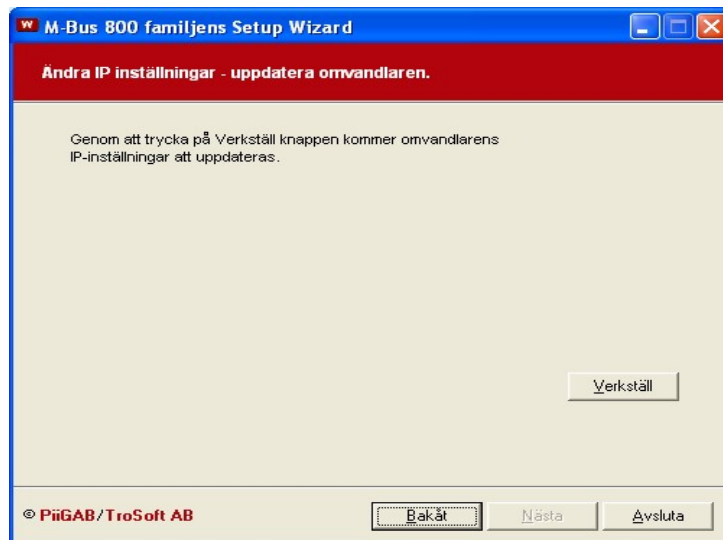 W M-Bus 800 familjens Setup Wizard
Ändra IP inställningar - uppdatera omvandlaren.
Genom att trycka på Verkställ knappen kommer omvandlarens
IP-inställningar att uppdateras.
Verkställ
© PiiGAB/TroSoft AB
Bakåt
Nästa
Avsluta